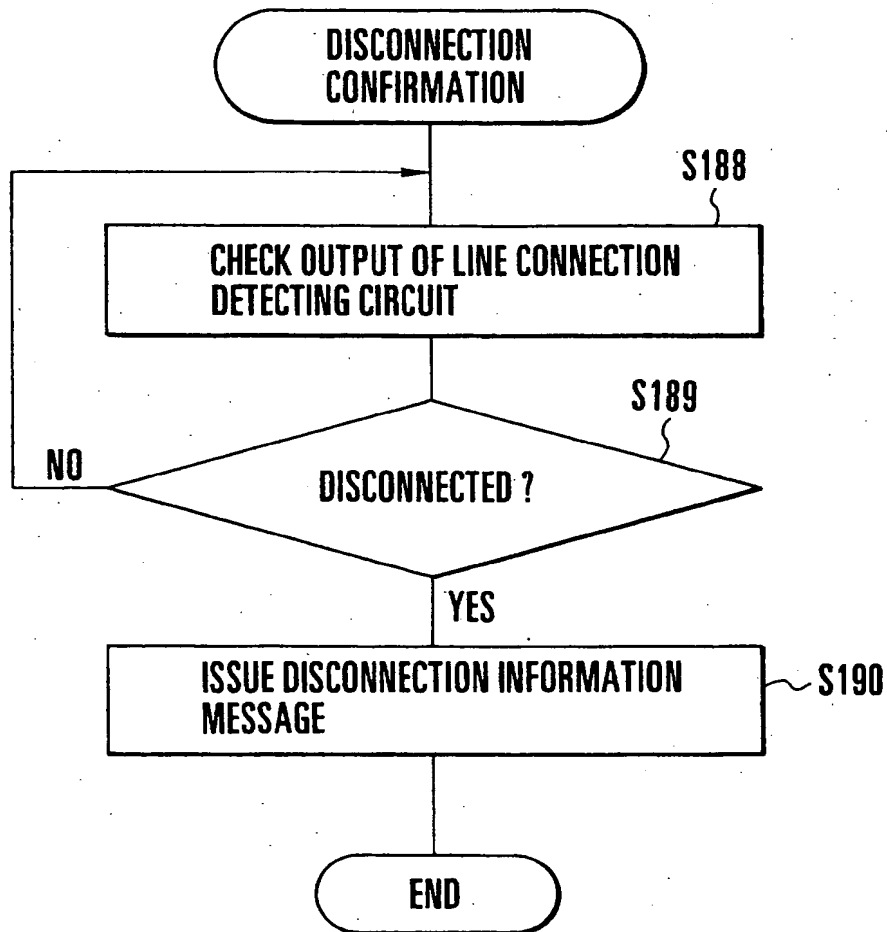 DISCONNECTION
CONFIRMATION
S188
CHECK OUTPUT OF LINE CONNECTION
DETECTING CIRCUIT
S189
NO
DISCONNECTED ?
YES
ISSUE DISCONNECTION INFORMATION
MESSAGE
S190
END